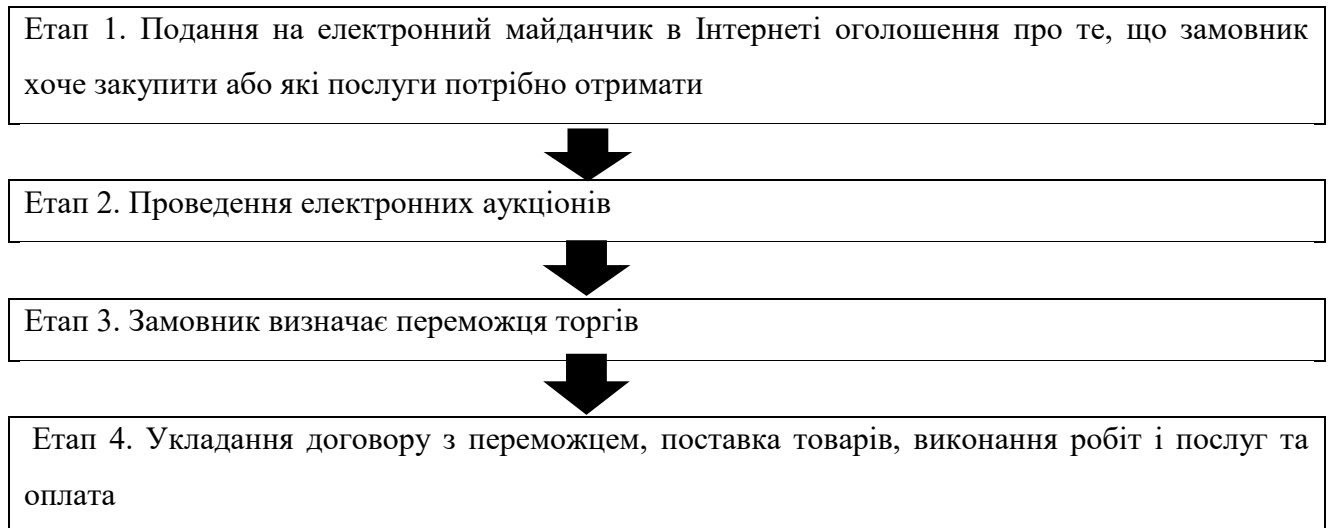 Етап 1. Подання на електронний майданчик в Інтернеті оголошення про те, що замовник
хоче закупити або які послуги потрібно отримати
Етап 2. Проведення електронних аукціонів
Етап 3. Замовник визначає переможця торгів
Етап 4. Укладання договору з переможцем, поставка товарів, виконання робіт і послуг та
оплата